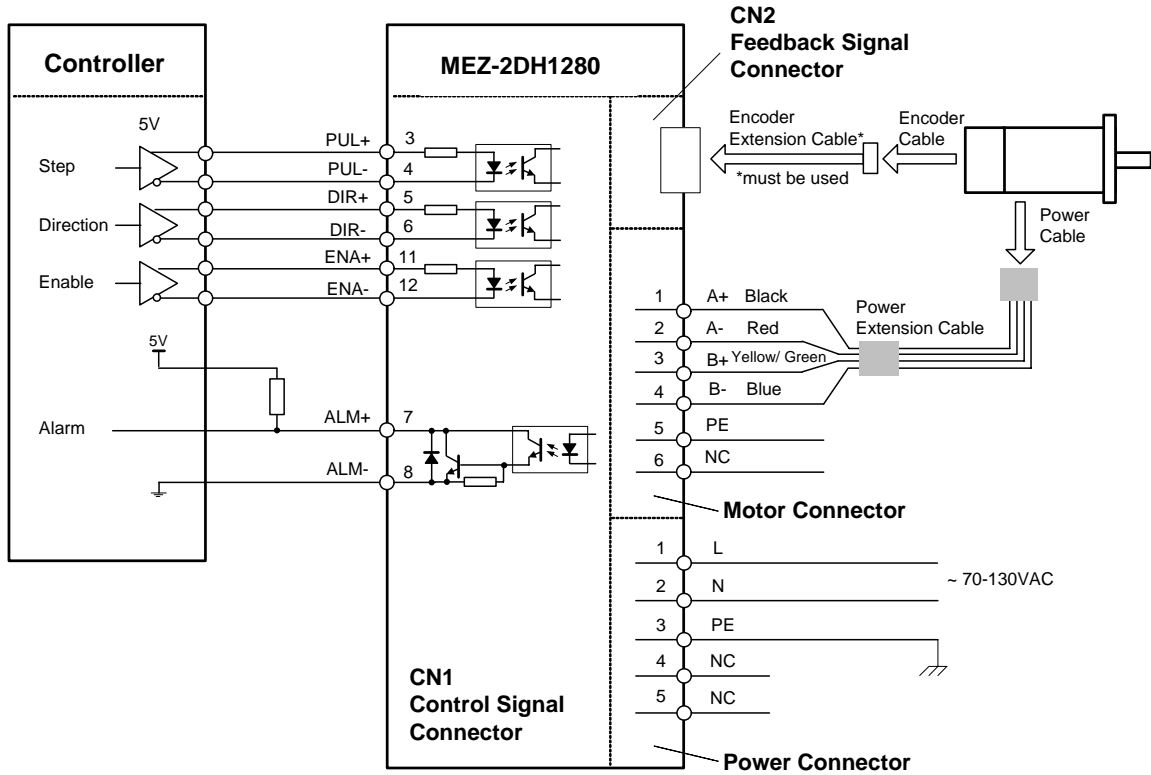 Controller
5V
Step
Direction
Enable
5V
Alarm
PUL+
PUL-
DIR+
DIR-
ENA+
ENA-
ALM+
ALM-
MEZ-2DH1280
3
4
5
6
11
12
7
8
CN1
Control Signal
Connector
CN2
Feedback Signal
Connector
Encoder
Extension Cable*
*must be used
Encoder
Cable
Power
Cable
Power
Extension Cable
1 A+ Black
2 A- Red
3 B+ Yellow/ Green
4 B- Blue
5 PE
6 NC
Motor Connector
1 L
2 N
~ 70-130VAC
3 PE
4 NC
5 NC
Power Connector